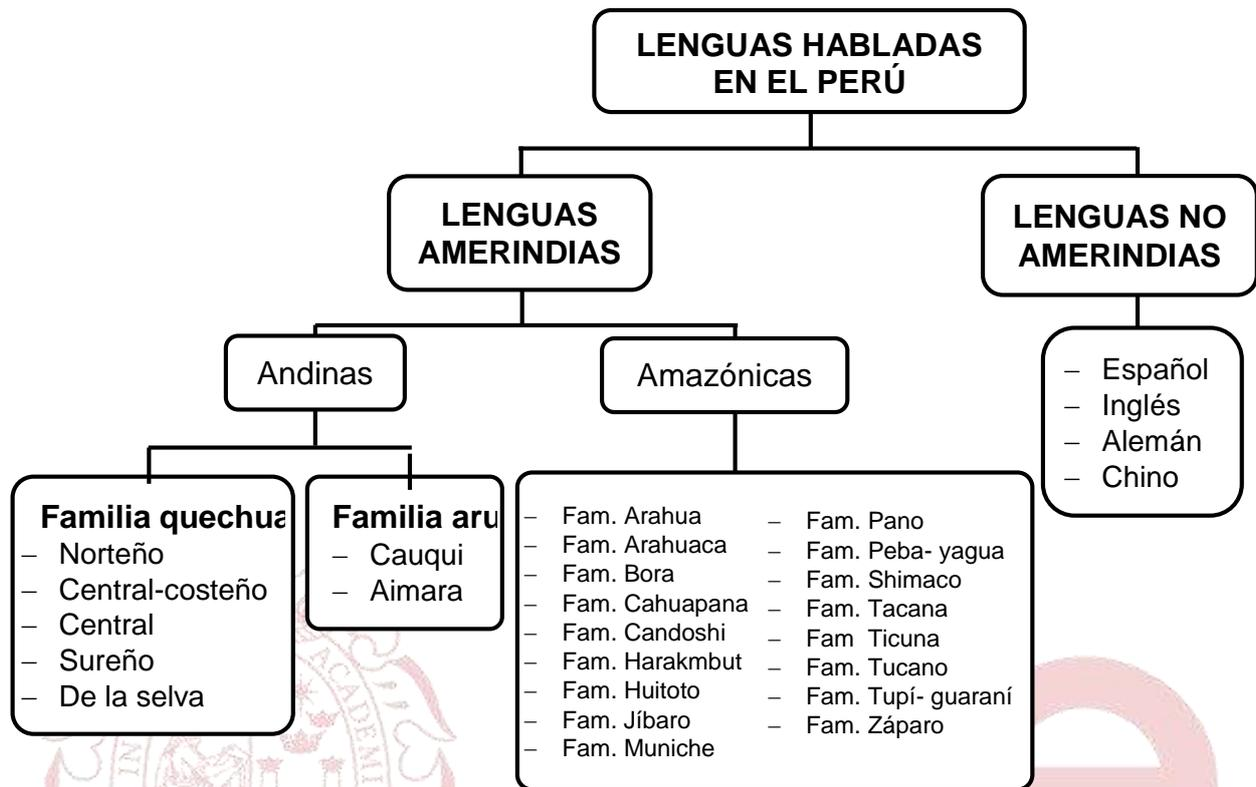 LENGUAS HABLADAS
EN EL PERÚ
LENGUAS
AMERINDIAS
LENGUAS NO
AMERINDIAS
Andinas
Amazónicas
– Español
– Inglés
– Alemán
– Chino
Familia quechua
– Norteño
– Central-costeño
– Central
– Sureño
– De la selva
Familia aru
– Cauqui
– Aimara
– Fam. Arahua
– Fam. Arahuaca
– Fam. Bora
– Fam. Cahuapana
– Fam. Candoshi
– Fam. Harakmbut
– Fam. Huitoto
– Fam. Jíbaro
– Fam. Muniche
– Fam. Pano
– Fam. Peba- yagua
– Fam. Shimaco
– Fam. Tacana
– Fam Ticuna
– Fam. Tucano
– Fam. Tupí- guaraní
– Fam. Záparo